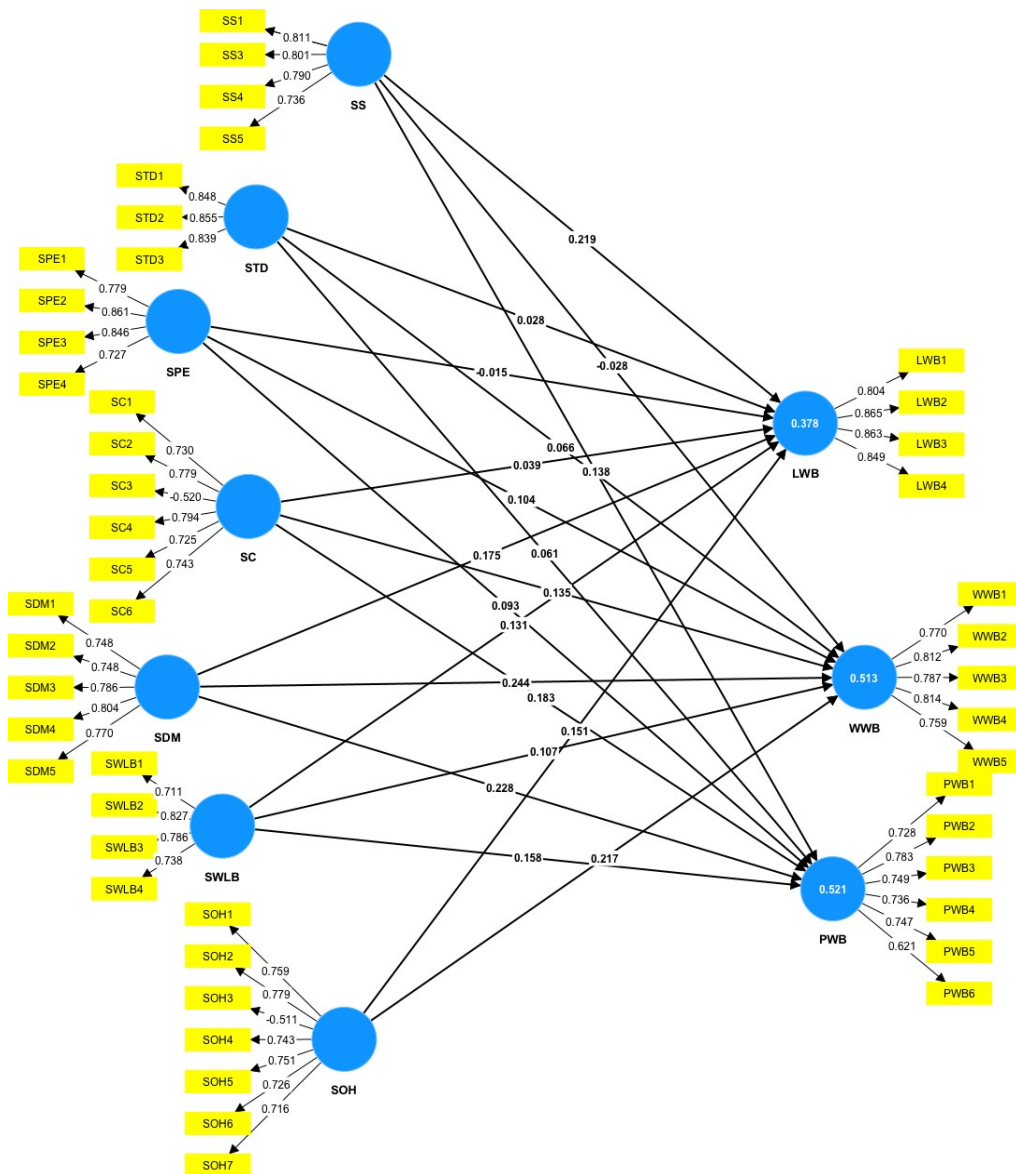 SS1
0.811
SS3
0.801
SS4
0.790
0.736
SS5
SS
STD1
0.848
STD2
0.855
0.839
STD3
STD
SPE1
0.779
SPE2
0.861
SPE3
0.846
0.727
SPE4
SPE
SC1
0.730
SC2
0.779
SC3
-0.520
SC4
0.794
0.725
SC5
0.743
SC6
SC
SDM1
0.748
SDM2
0.748
SDM3
0.786
0.804
SDM4
0.770
SDM5
SDM
SWLB1
0.711
SWLB2
0.827
0.786
SWLB3
0.738
SWLB4
SWLB
SOH1
0.759
SOH2
0.779
SOH3
-0.511
SOH4
0.743
0.751
SOH5
0.726
SOH6
0.716
SOH7
SOH
0.219
0.028
-0.028
-0.015
0.066
0.138
0.039
0.104
0.175
0.061
0.135
0.093
0.131
0.244
0.183
0.151
0.107
0.228
0.158
0.217
0.378
LWB
LWB1
0.804
LWB2
0.865
0.863
LWB3
0.849
LWB4
0.513
WWB
WWB1
0.770
WWB2
0.812
0.787
WWB3
0.814
WWB4
0.759
WWB5
0.521
PWB
PWB1
0.728
PWB2
0.783
0.749
PWB3
0.736
PWB4
0.747
PWB5
0.621
PWB6